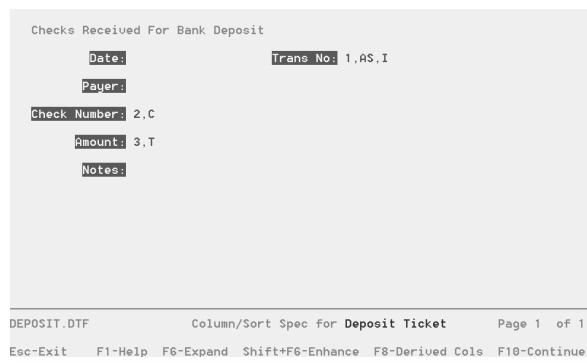 Checks Received For Bank Deposit
Date: Trans No: 1,AS,I
Payer:
Check Number: 2,C
Amount: 3,T
Notes:
DEPOSIT.DTF Column/Sort Spec for Deposit Ticket Page 1 of 1
Esc-Exit F1-Help F6-Expand Shift+F6-Enhance F8-Derived Cols F10-Continue